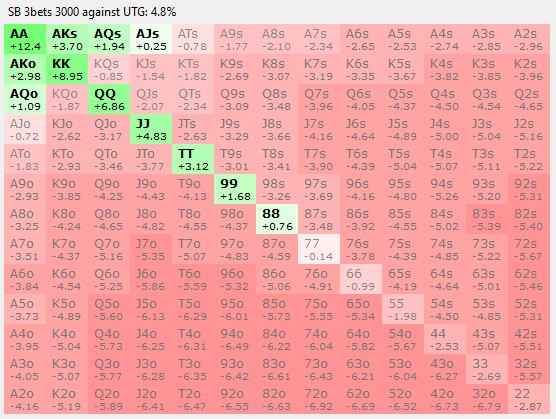 SB 3bets 3000 against UTG: 4.8%
AA AKs AQs AJs ATs A9s A8s A7s A6s A5s A4s A3s A2s
+12.4 +3.70 +1.94 +0.25 -0.78 -1.77 -2.10 -2.34 -2.65 -2.53 -2.74 -2.85 -2.96
AKo KK KQs KJs KTs K9s K8s K7s K6s K5s K4s K3s K2s
+2.98 +8.95 -0.85 -1.54 -1.82 -2.69 -3.07 -3.19 -3.35 -3.67 -3.82 -3.85 -3.96
AQo KQo QQ QJs QTs Q9s Q8s Q7s Q6s Q5s Q4s Q3s Q2s
+1.09 -1.87 +6.86 -2.07 -2.34 -3.09 -3.48 -3.96 -4.05 -4.37 -4.50 -4.54 -4.65
AJo KJo QJo JJ JTs J9s J8s J7s J6s J5s J4s J3s J2s
-0.72 -2.62 -3.17 +4.83 -2.63 -3.29 -3.66 -4.16 -4.66 -4.89 -5.00 -5.04 -5.16
ATo KTo QTo JTo TT T9s T8s T7s T6s T5s T4s T3s T2s
-1.83 -2.93 -3.46 -3.77 +3.12 -3.01 -3.41 -3.90 -4.39 -5.04 -5.07 -5.11 -5.22
A9o K9o Q9o J9o T9o 99 98s 97s 96s 95s 94s 93s 92s
-2.93 -3.85 -4.25 -4.43 -4.13 +1.68 -3.26 -3.69 -4.16 -4.80 -5.26 -5.20 -5.31
A8o K8o Q8o J8o T8o 98o 88 87s 86s 85s 84s 83s 82s
-3.25 -4.24 -4.65 -4.82 -4.55 -4.37 +0.76 -3.48 -3.92 -4.55 -5.02 -5.39 -5.40
A7o K7o Q7o J7o T7o 97o 87o 77 76s 75s 74s 73s 72s
-3.51 -4.37 -5.16 -5.35 -5.07 -4.83 -4.59 -0.14 -3.78 -4.39 -4.85 -5.22 -5.67
A6o K6o Q6o J6o T6o 96o 86o 76o 66 65s 64s 63s 62s
-3.84 -4.54 -5.25 -5.86 -5.59 -5.32 -5.06 -4.91 -0.99 -4.19 -4.64 -5.01 -5.46
A5o K5o Q5o J5o T5o 95o 85o 75o 65o 55 54s 53s 52s
-3.73 -4.89 -5.60 -6.13 -6.29 -6.01 -5.73 -5.55 -5.34 -1.98 -4.50 -4.85 -5.31
A4o K4o Q4o J4o T4o 94o 84o 74o 64o 54o 44 43s 42s
-3.95 -5.04 -5.73 -6.25 -6.31 -6.49 -6.22 -6.04 -5.82 -5.67 -2.53 -5.07 -5.51
A3o K3o Q3o J3o T3o 93o 83o 73o 63o 53o 43o 33 32s
-4.05 -5.07 -5.77 -6.28 -6.35 -6.42 -6.61 -6.43 -6.21 -6.04 -6.27 -2.69 -5.57
A2o K2o Q2o J2o T2o 92o 82o 72o 62o 52o 42o 32o 22
-4.16 -5.19 -5.89 -6.41 -6.47 -6.55 -6.63 -6.92 -6.69 -6.52 -6.73 -6.79 -2.87